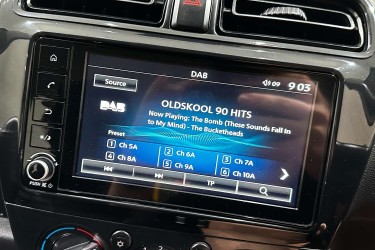 DAB
Source
09 9:03
DAB
OLDSKOOL 90 HITS
Now Playing: The Bomb (These Sounds Fall In
to My Mind) - The Bucketheads
Preset
1 Ch 5A 2 Ch 6A 3 Ch 7A
4 Ch 8A 5 Ch 9A 6 Ch 10A
TP
PUSH